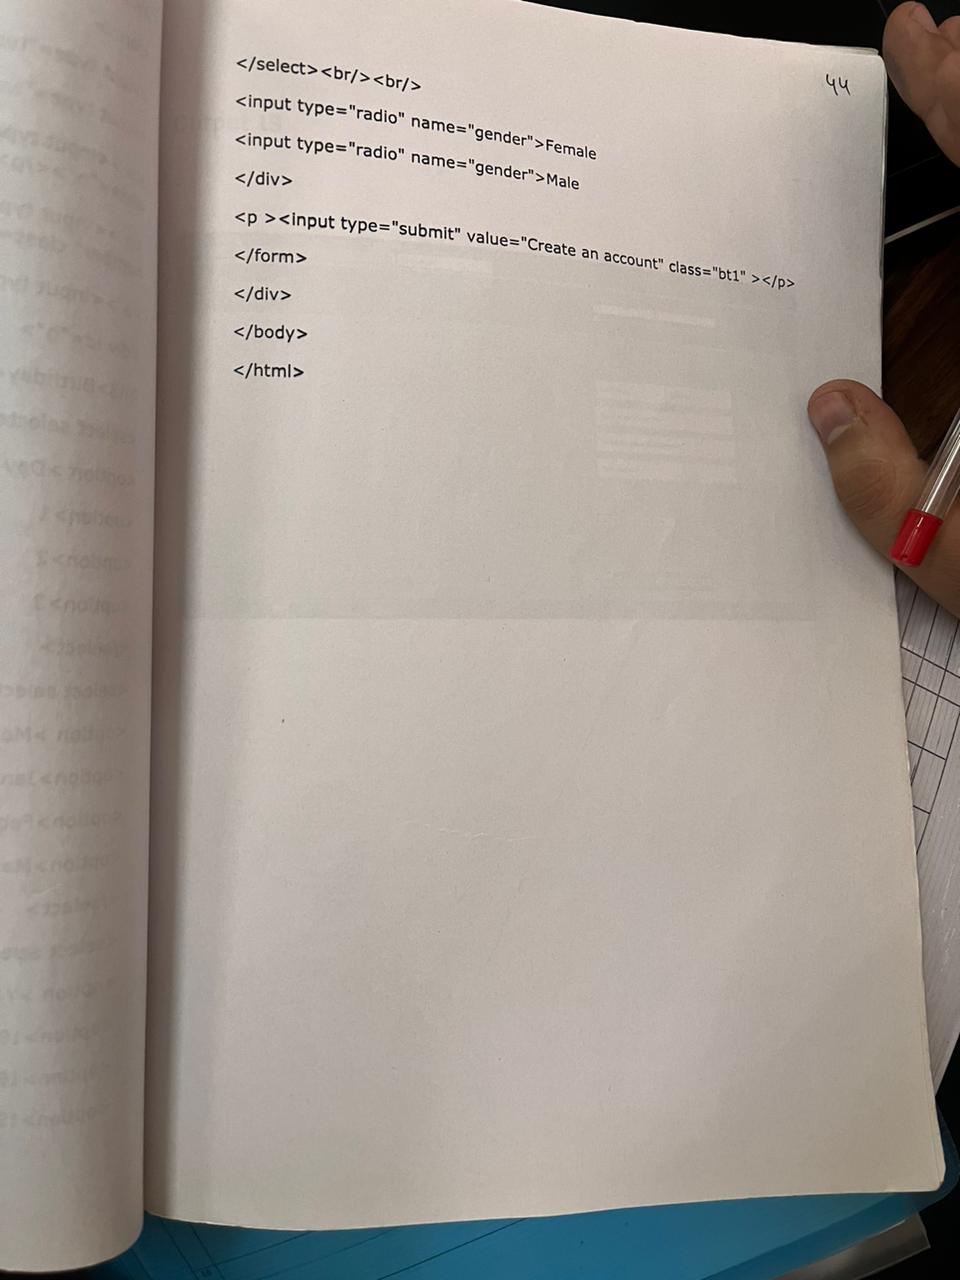 44
</select><br/><br/>
<input type="radio" name="gender">Female
<input type="radio" name="gender">Male
</div>
<p ><input type="submit" value="Create an account" class="bt1" ></p>
</form>
</div>
</body>
</html>